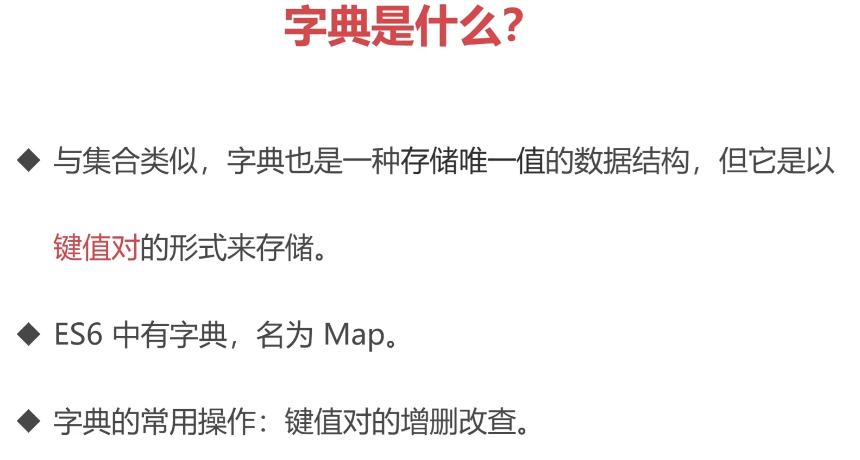 字典是什么？
◆ 与集合类似，字典也是一种存储唯一值的数据结构，但它是以
键值对的形式来存储。
◆ ES6 中有字典，名为 Map。
◆ 字典的常用操作：键值对的增删改查。